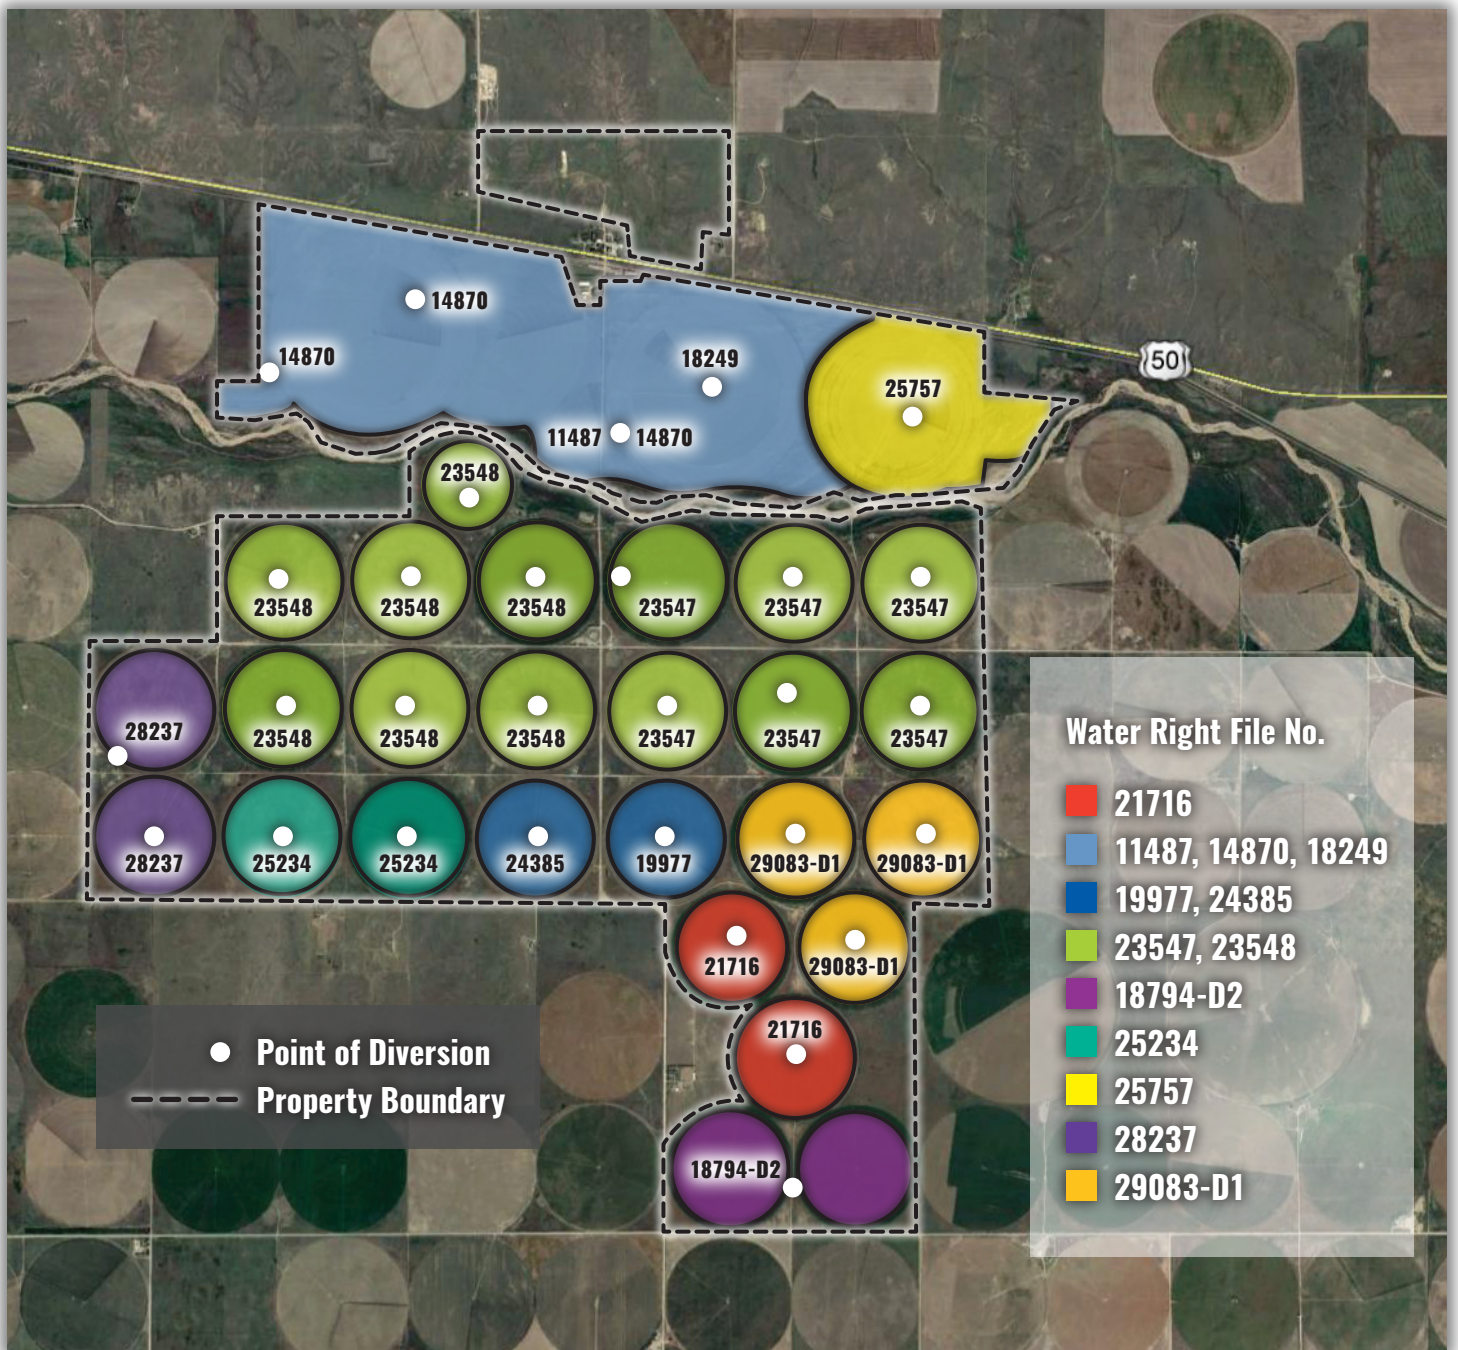 14870
14870
18249
50
25757
11487 14870
23548
23548 23548 23548 23547 23547 23547
28237 23548 23548 23548 23547 23547 23547
28237 25234 25234 24385 19977 29083-D1 29083-D1
21716 29083-D1
21716
18794-D2
Point of Diversion
Property Boundary
Water Right File No.
21716
11487, 14870, 18249
19977, 24385
23547, 23548
18794-D2
25234
25757
28237
29083-D1